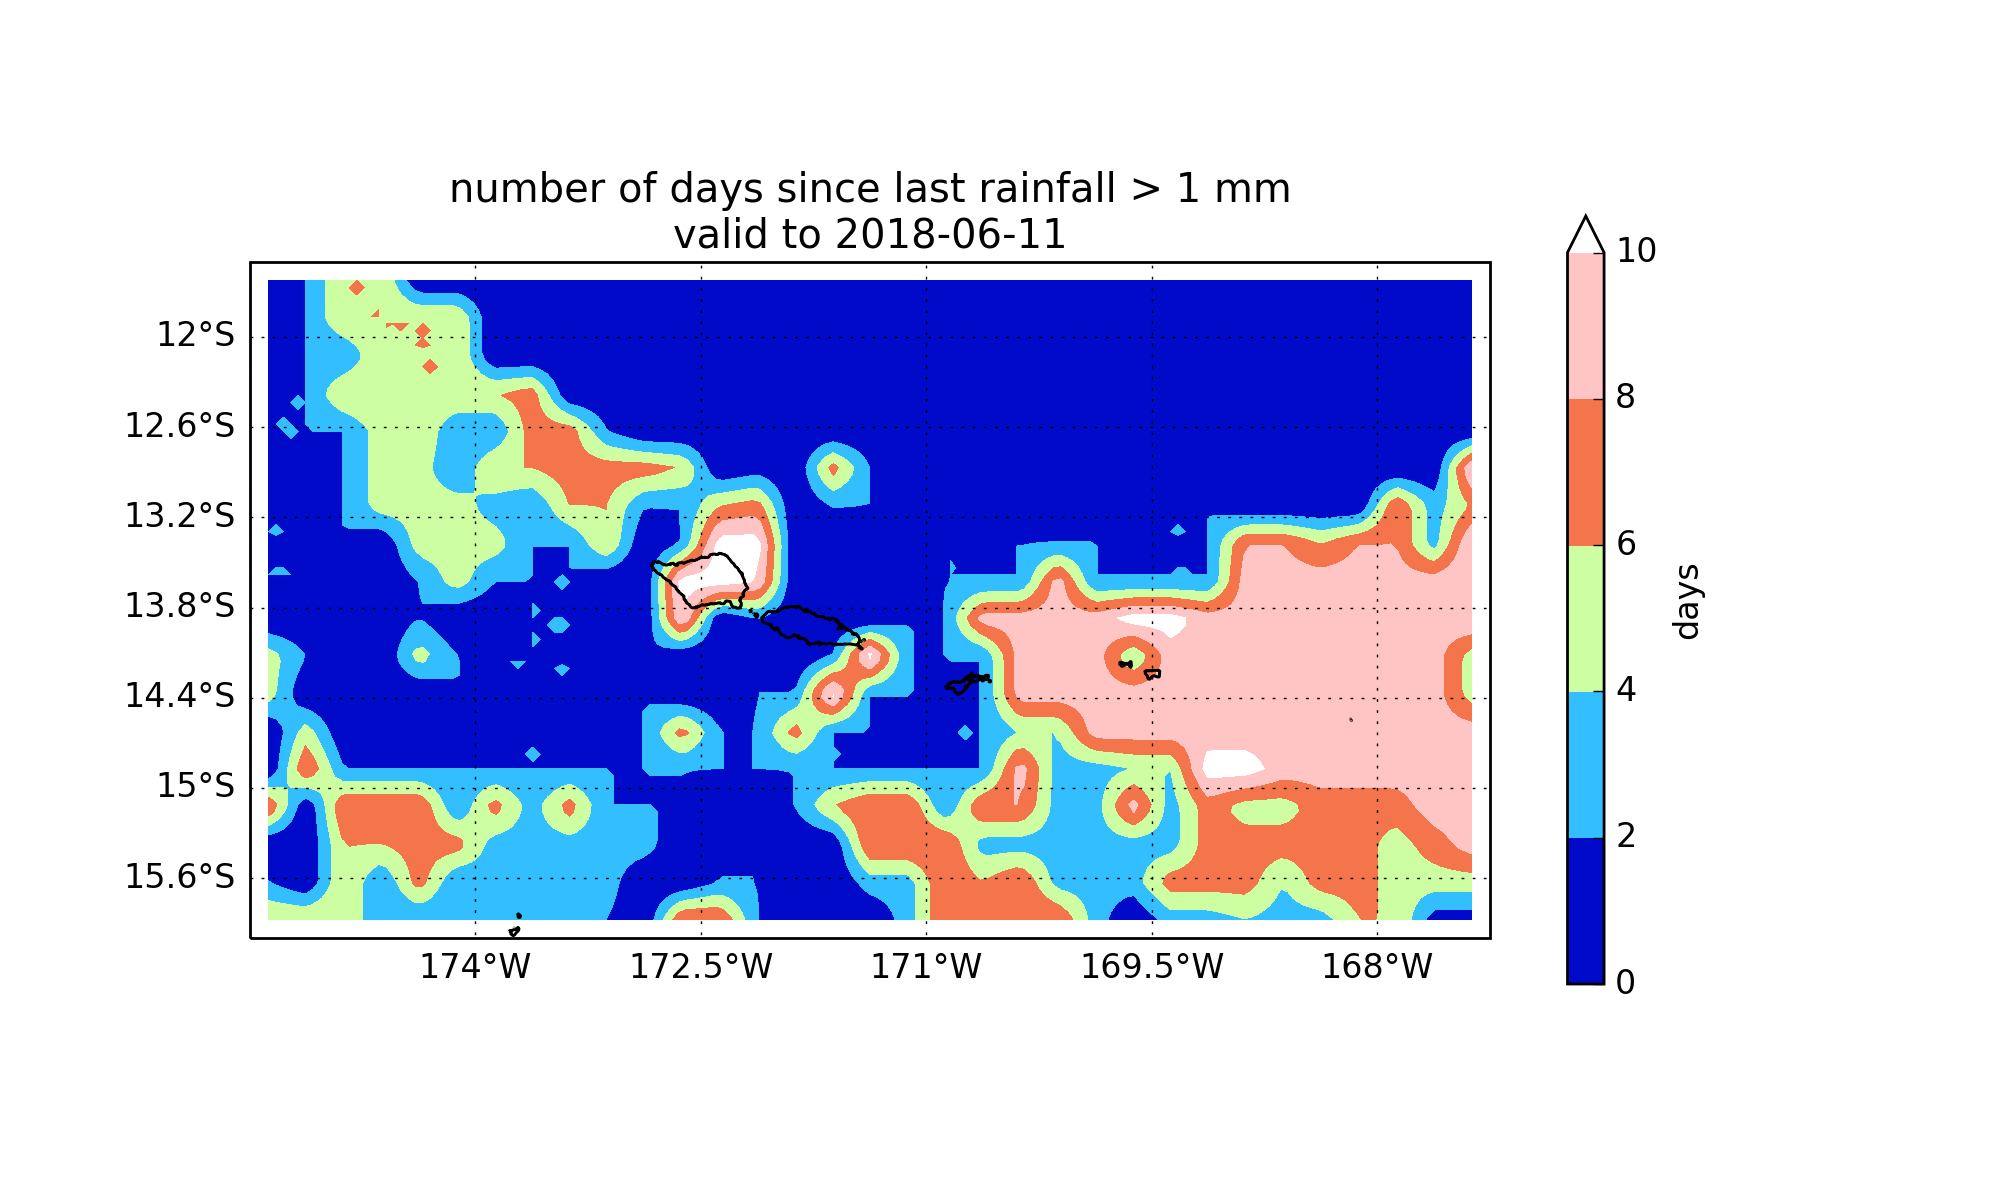 number of days since last rainfall > 1 mm
valid to 2018-06-11
12°S
12.6°S
13.2°S
13.8°S
14.4°S
15°S
15.6°S
174°W
172.5°W
171°W
169.5°W
168°W
10
8
6
4
2
0
days